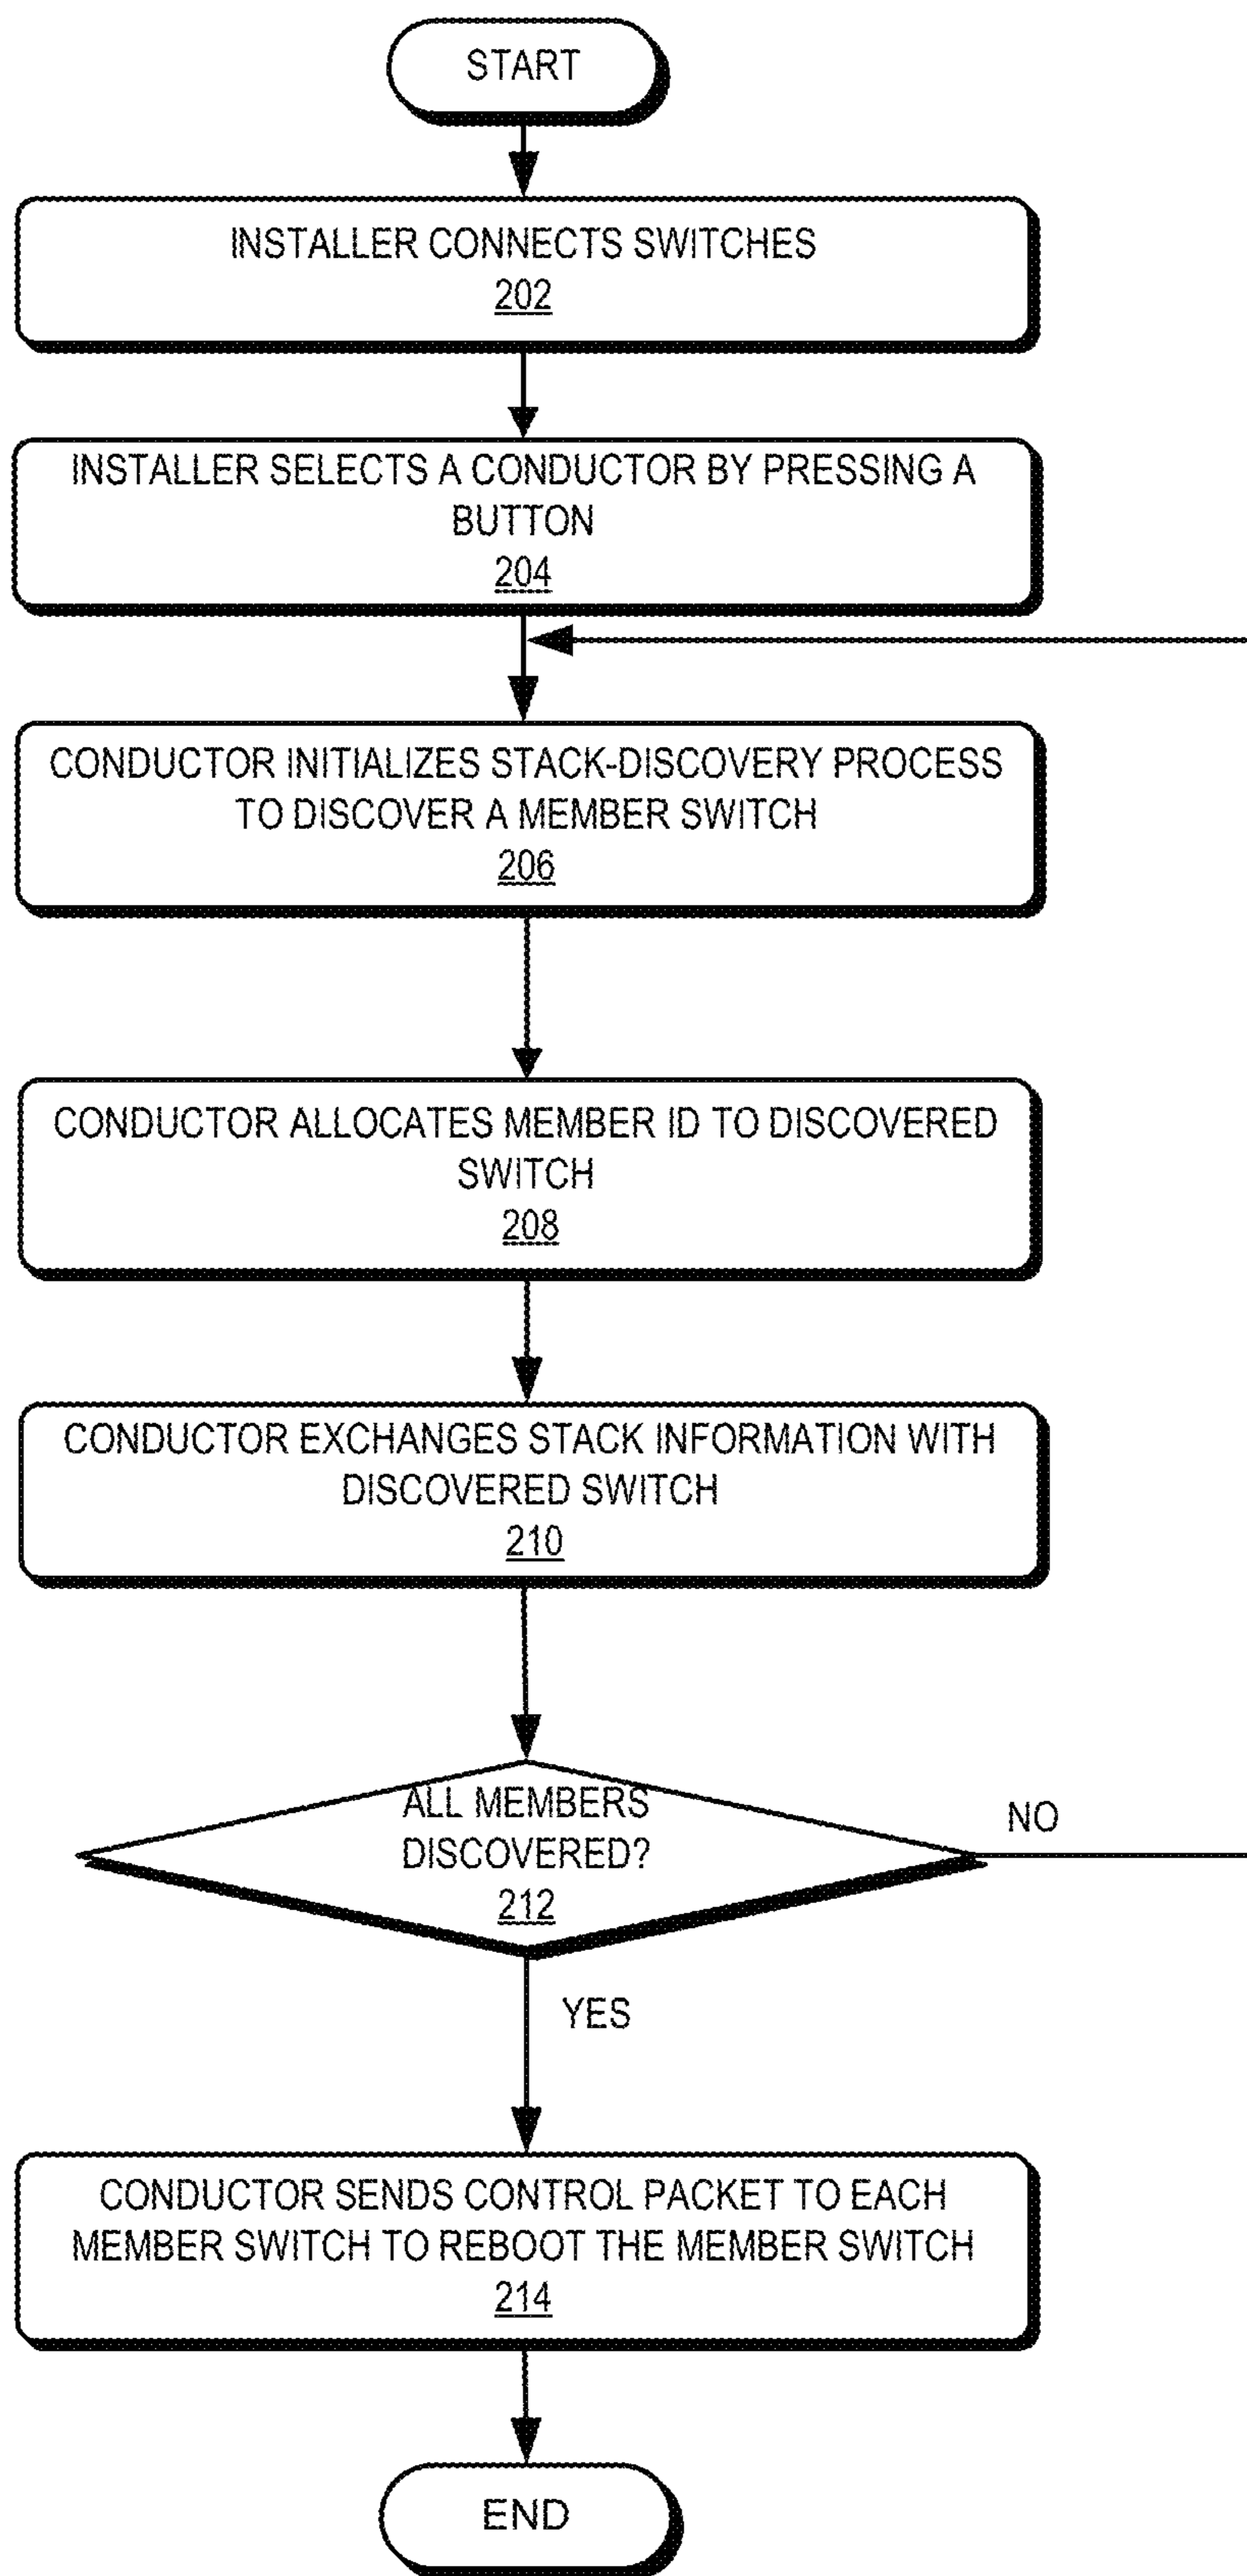 START
INSTALLER CONNECTS SWITCHES
202
INSTALLER SELECTS A CONDUCTOR BY PRESSING A
BUTTON
204
CONDUCTOR INITIALIZES STACK-DISCOVERY PROCESS
TO DISCOVER A MEMBER SWITCH
206
CONDUCTOR ALLOCATES MEMBER ID TO DISCOVERED
SWITCH
208
CONDUCTOR EXCHANGES STACK INFORMATION WITH
DISCOVERED SWITCH
210
ALL MEMBERS
DISCOVERED?
212
NO
YES
CONDUCTOR SENDS CONTROL PACKET TO EACH
MEMBER SWITCH TO REBOOT THE MEMBER SWITCH
214
END